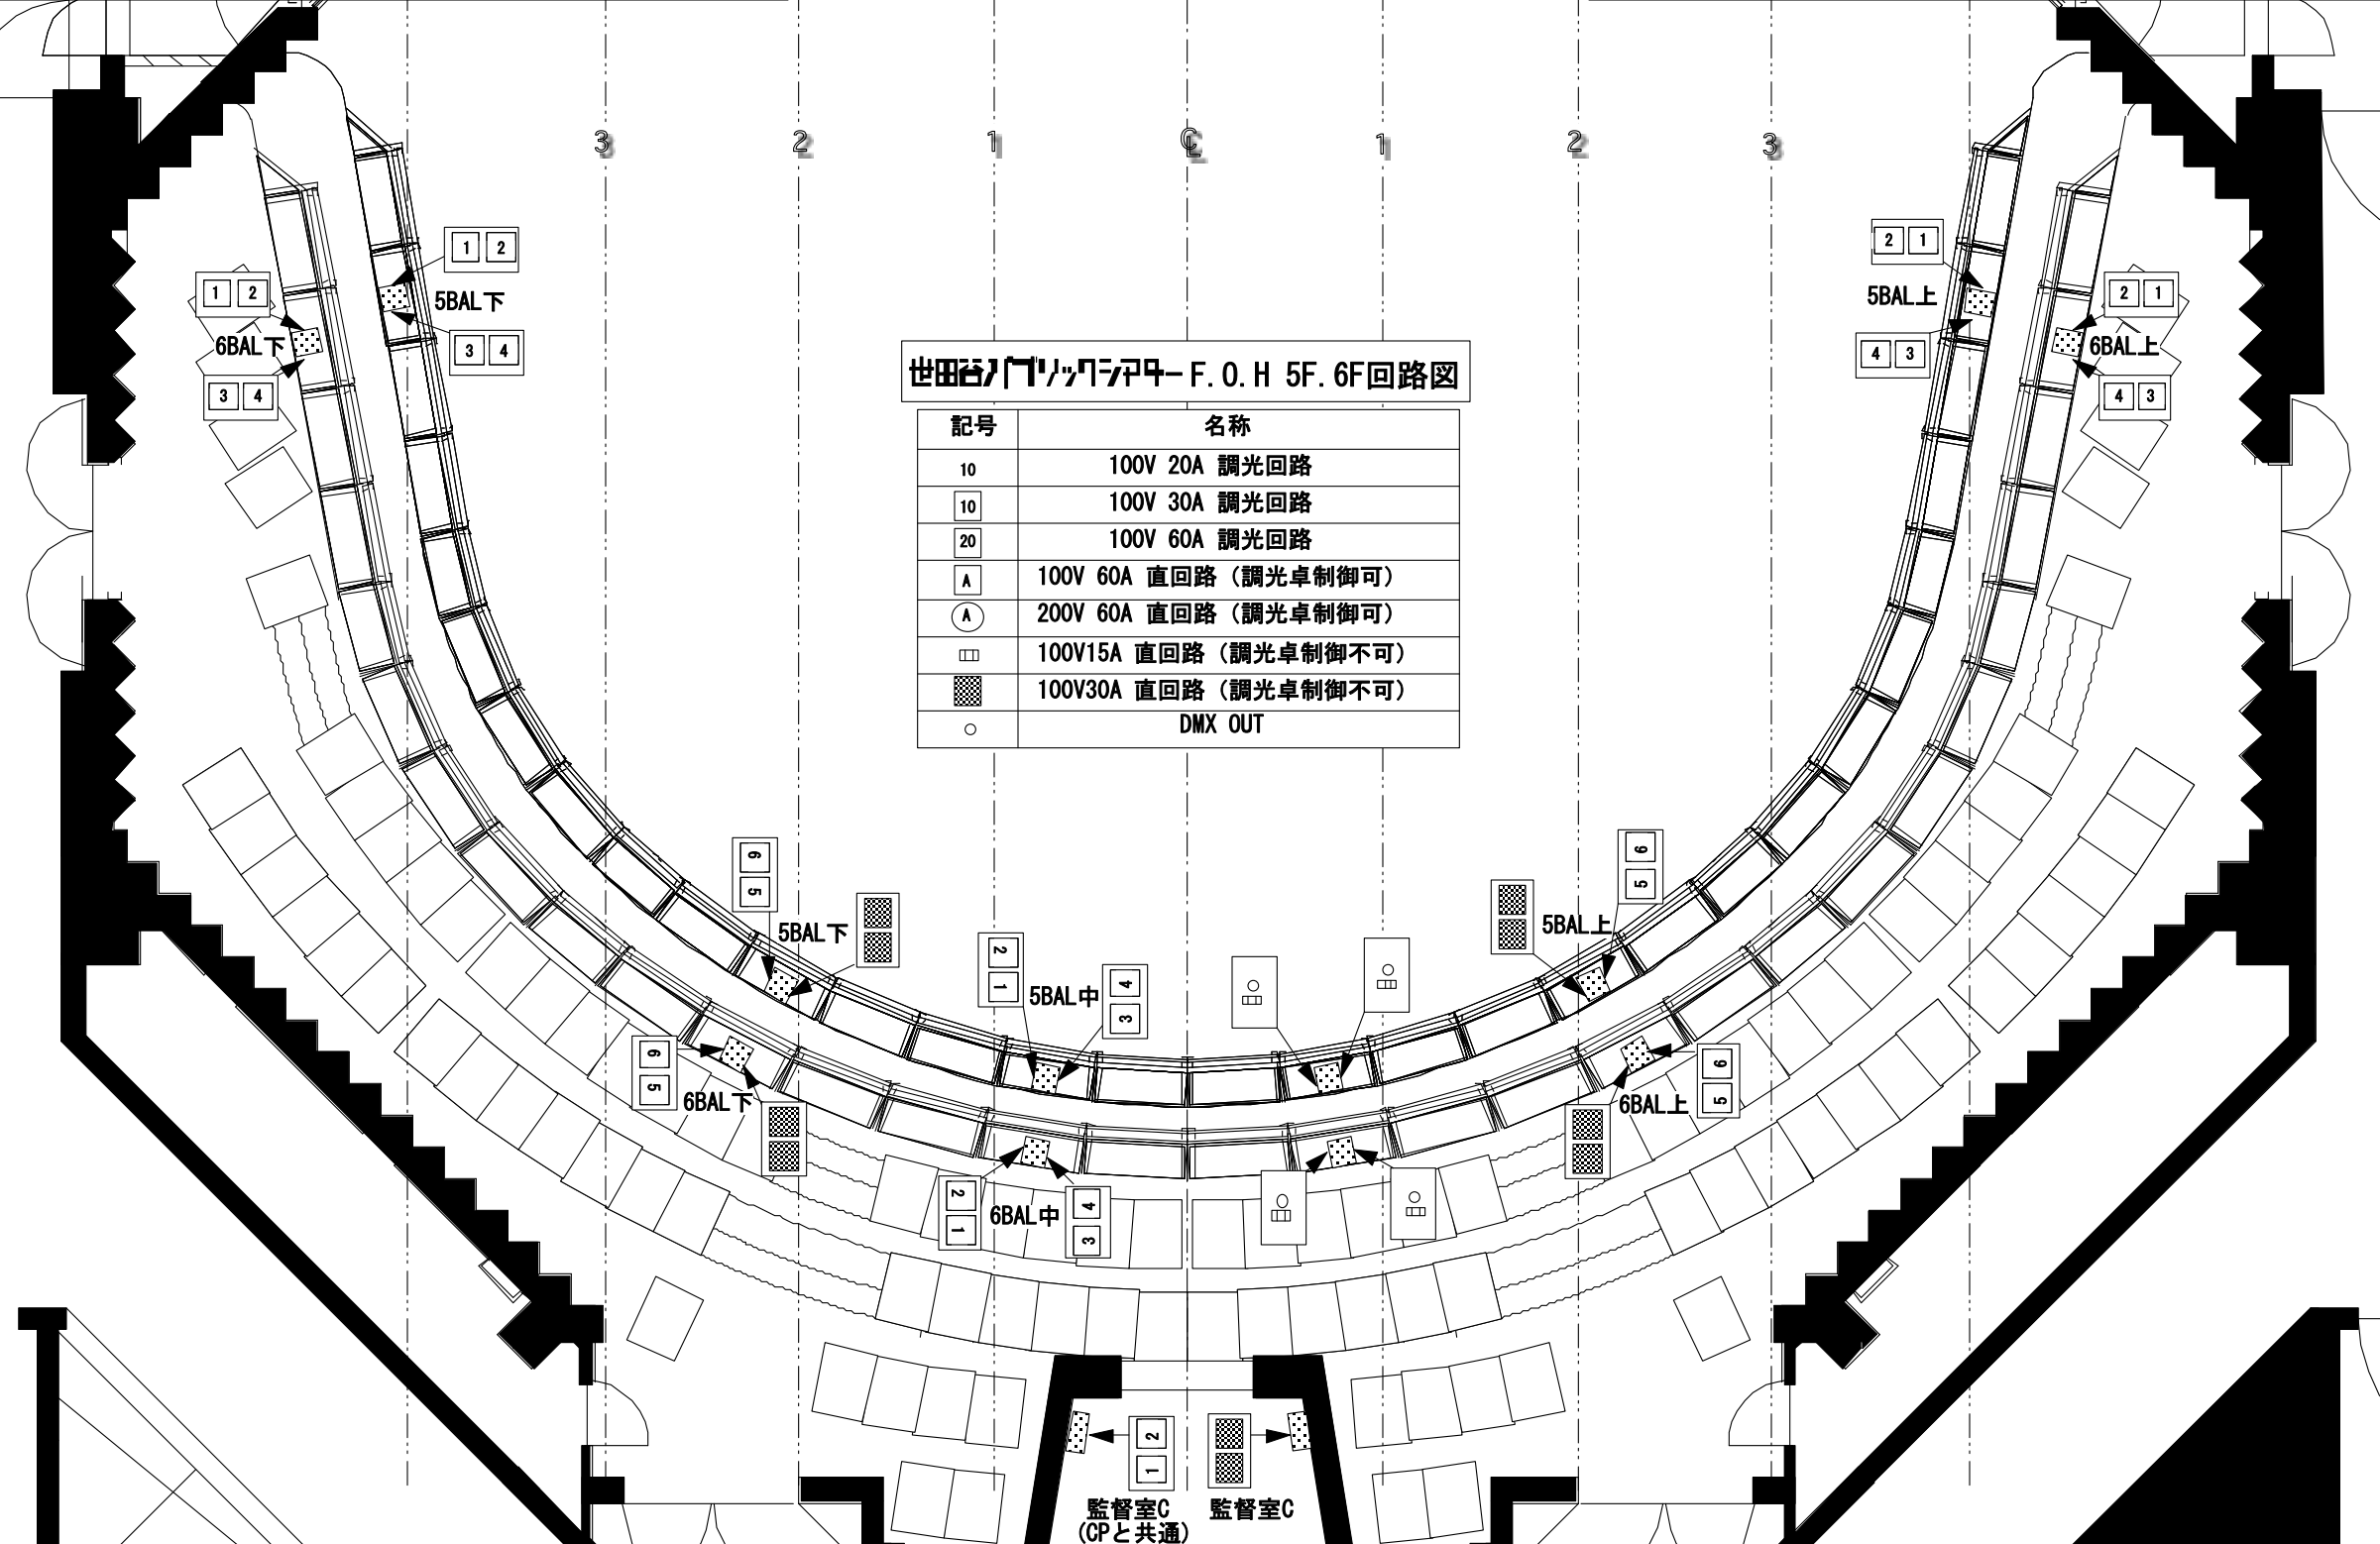 3 2 1 ℄ 1 2 3
1 2
5BAL下
3 4
1 2
6BAL下
3 4
2 1
5BAL上
4 3
2 1
6BAL上
4 3
世田谷パブリックシアター F.O.H 5F.6F回路図
記号 名称
10 100V 20A 調光回路
10 100V 30A 調光回路
20 100V 60A 調光回路
A 100V 60A 直回路（調光卓制御可）
A 200V 60A 直回路（調光卓制御可）
100V15A 直回路（調光卓制御不可）
100V30A 直回路（調光卓制御不可）
DMX OUT
6
5
5BAL下
2
1
5BAL中
4
3
5BAL上
6
5
6
5
6BAL下
2
1
6BAL中
4
3
6BAL上
6
5
2
1
監督室C
(CPと共通)
監督室C